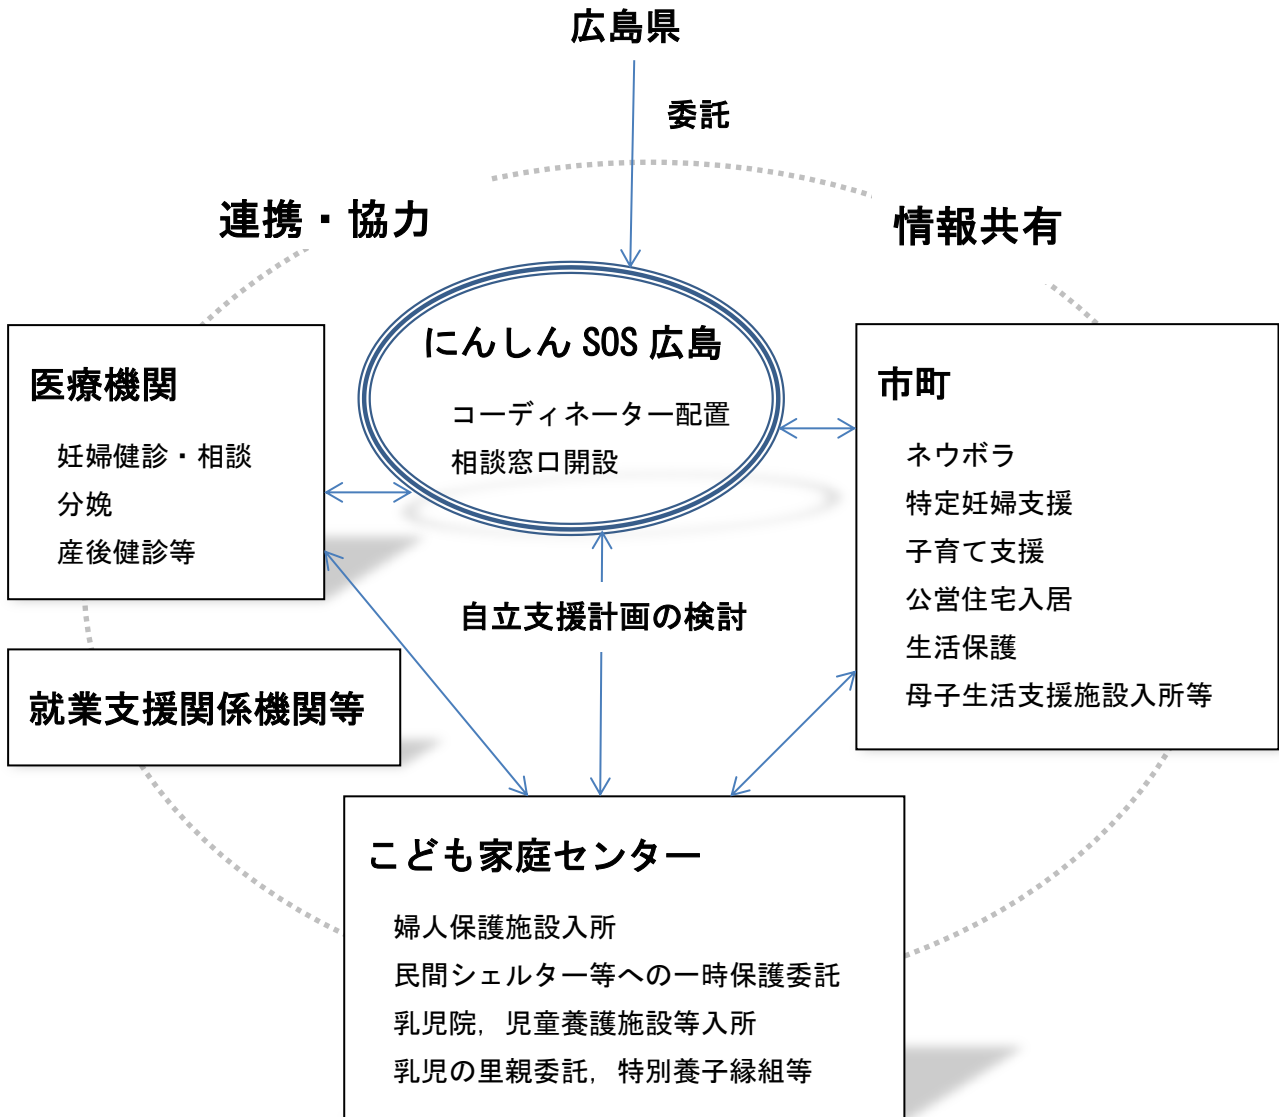 広島県
委託
連携・協力
情報共有
にんしん SOS 広島
コーディネーター配置
相談窓口開設
医療機関
妊婦健診・相談
分娩
産後健診等
市町
ネウボラ
特定妊婦支援
子育て支援
公営住宅入居
生活保護
母子生活支援施設入所等
自立支援計画の検討
就業支援関係機関等
こども家庭センター
婦人保護施設入所
民間シェルター等への一時保護委託
乳児院，児童養護施設等入所
乳児の里親委託，特別養子縁組等